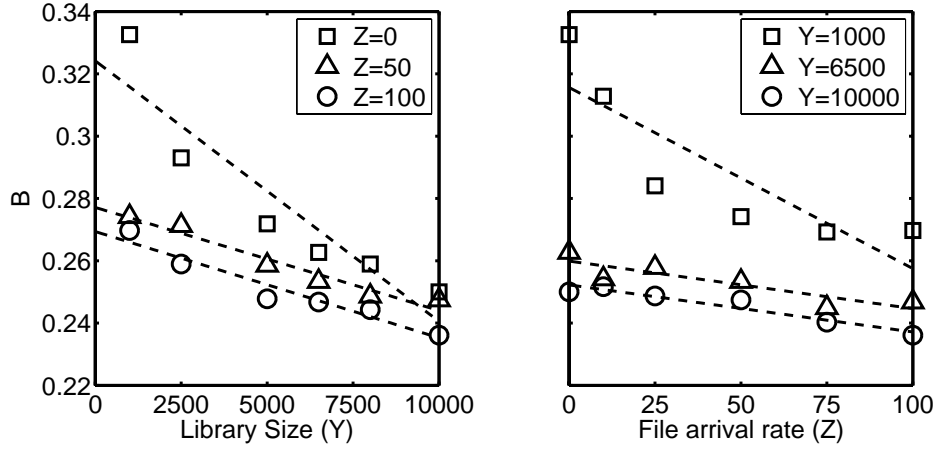 0.34
0.32
0.3
0.28
0.26
0.24
0.22
B
0 2500 5000 7500 10000
Library Size (Y)
Z=0
Z=50
Z=100
0 25 50 75 100
File arrival rate (Z)
Y=1000
Y=6500
Y=10000